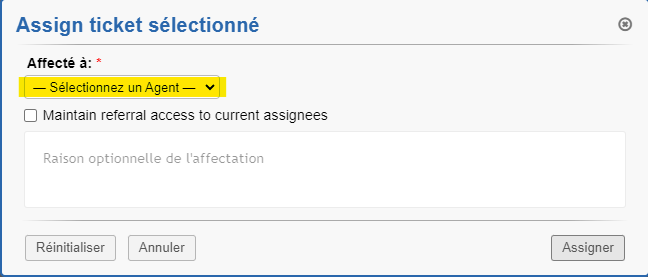 Assign ticket sélectionné
Affecté à: *
— Sélectionnez un Agent —
Maintain referral access to current assignees
Raison optionnelle de l'affectation
Réinitialiser Annuler Assigner